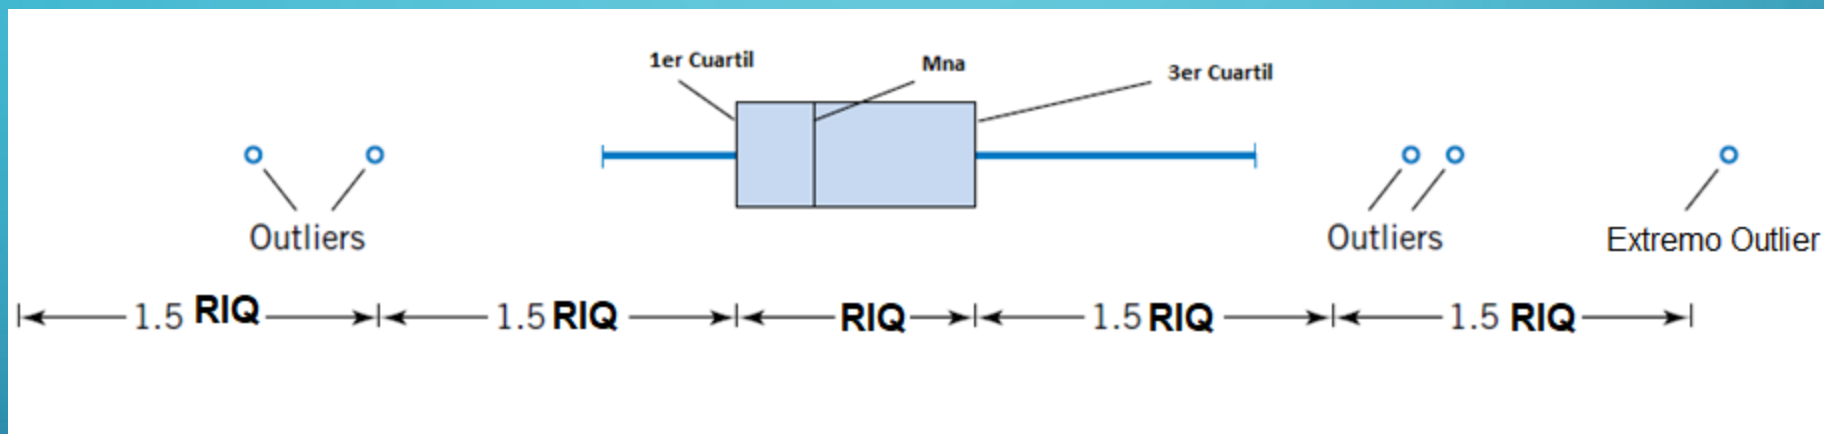 1er Cuartil
Mna
3er Cuartil
Outliers
Outliers
Extremo Outlier
1.5 RIQ
1.5 RIQ
RIQ
1.5 RIQ
1.5 RIQ